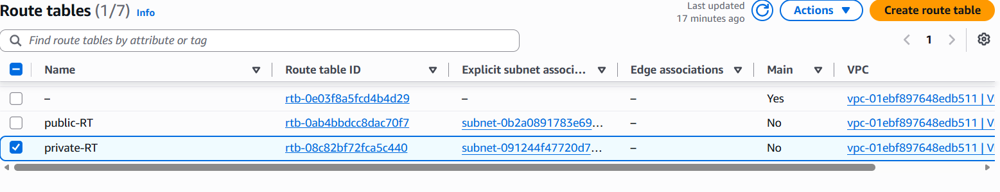 Route tables (1/7) Info
Last updated
17 minutes ago
Actions
Create route table
Find route tables by attribute or tag
1
Name Route table ID Explicit subnet associ... Edge associations Main VPC
– rtb-0e03f8a5fcd4b4d29 – – Yes vpc-01ebf897648edb511 | V
public-RT rtb-0ab4bbdcc8dac70f7 subnet-0b2a0891783e69... – No vpc-01ebf897648edb511 | V
private-RT rtb-08c82bf72fca5c440 subnet-091244f47720d7... – No vpc-01ebf897648edb511 | V